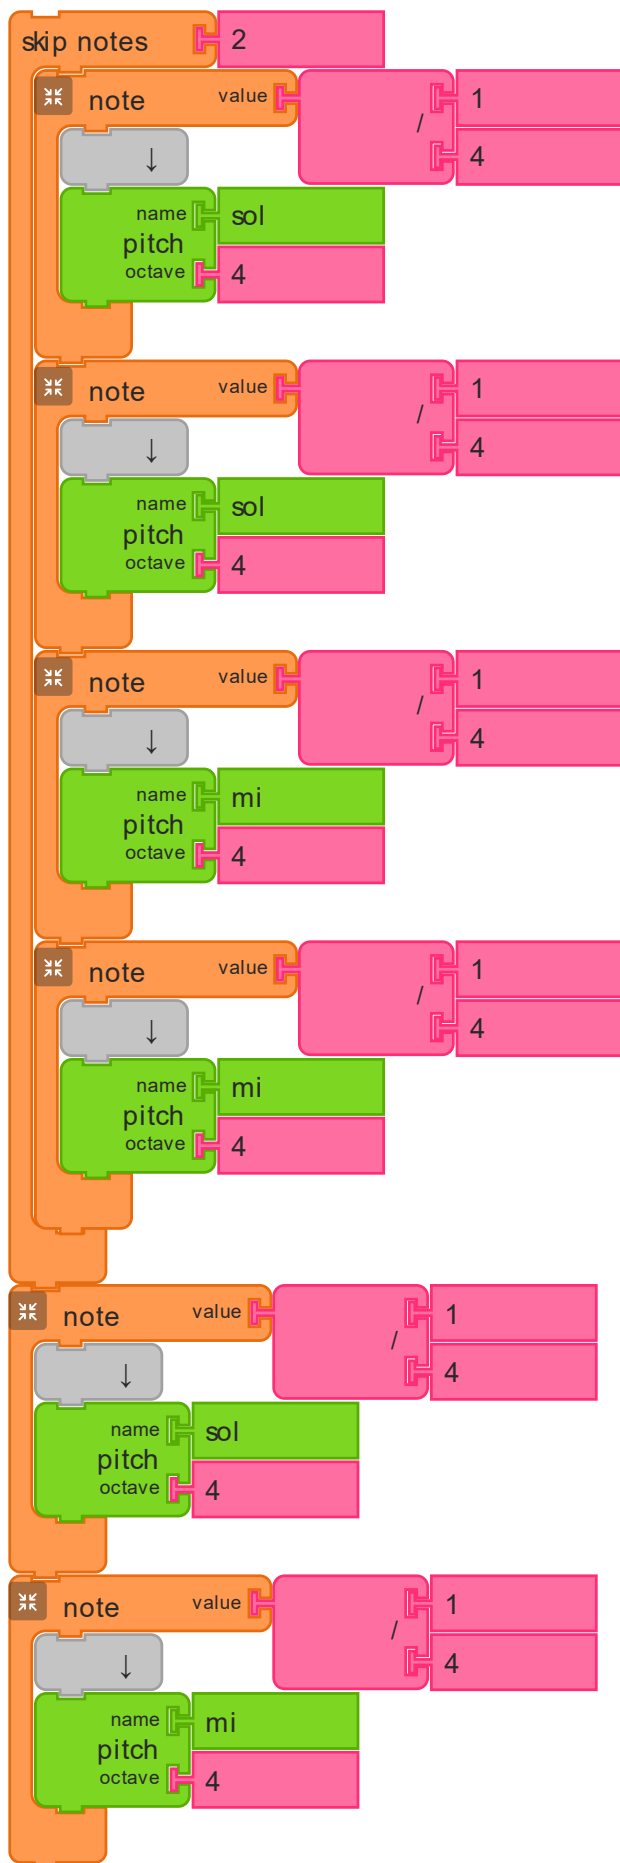 skip notes 2
note value 1
/
4
↓
name sol
pitch
octave 4
note value 1
/
4
↓
name sol
pitch
octave 4
note value 1
/
4
↓
name mi
pitch
octave 4
note value 1
/
4
↓
name mi
pitch
octave 4
note value 1
/
4
↓
name sol
pitch
octave 4
note value 1
/
4
↓
name mi
pitch
octave 4